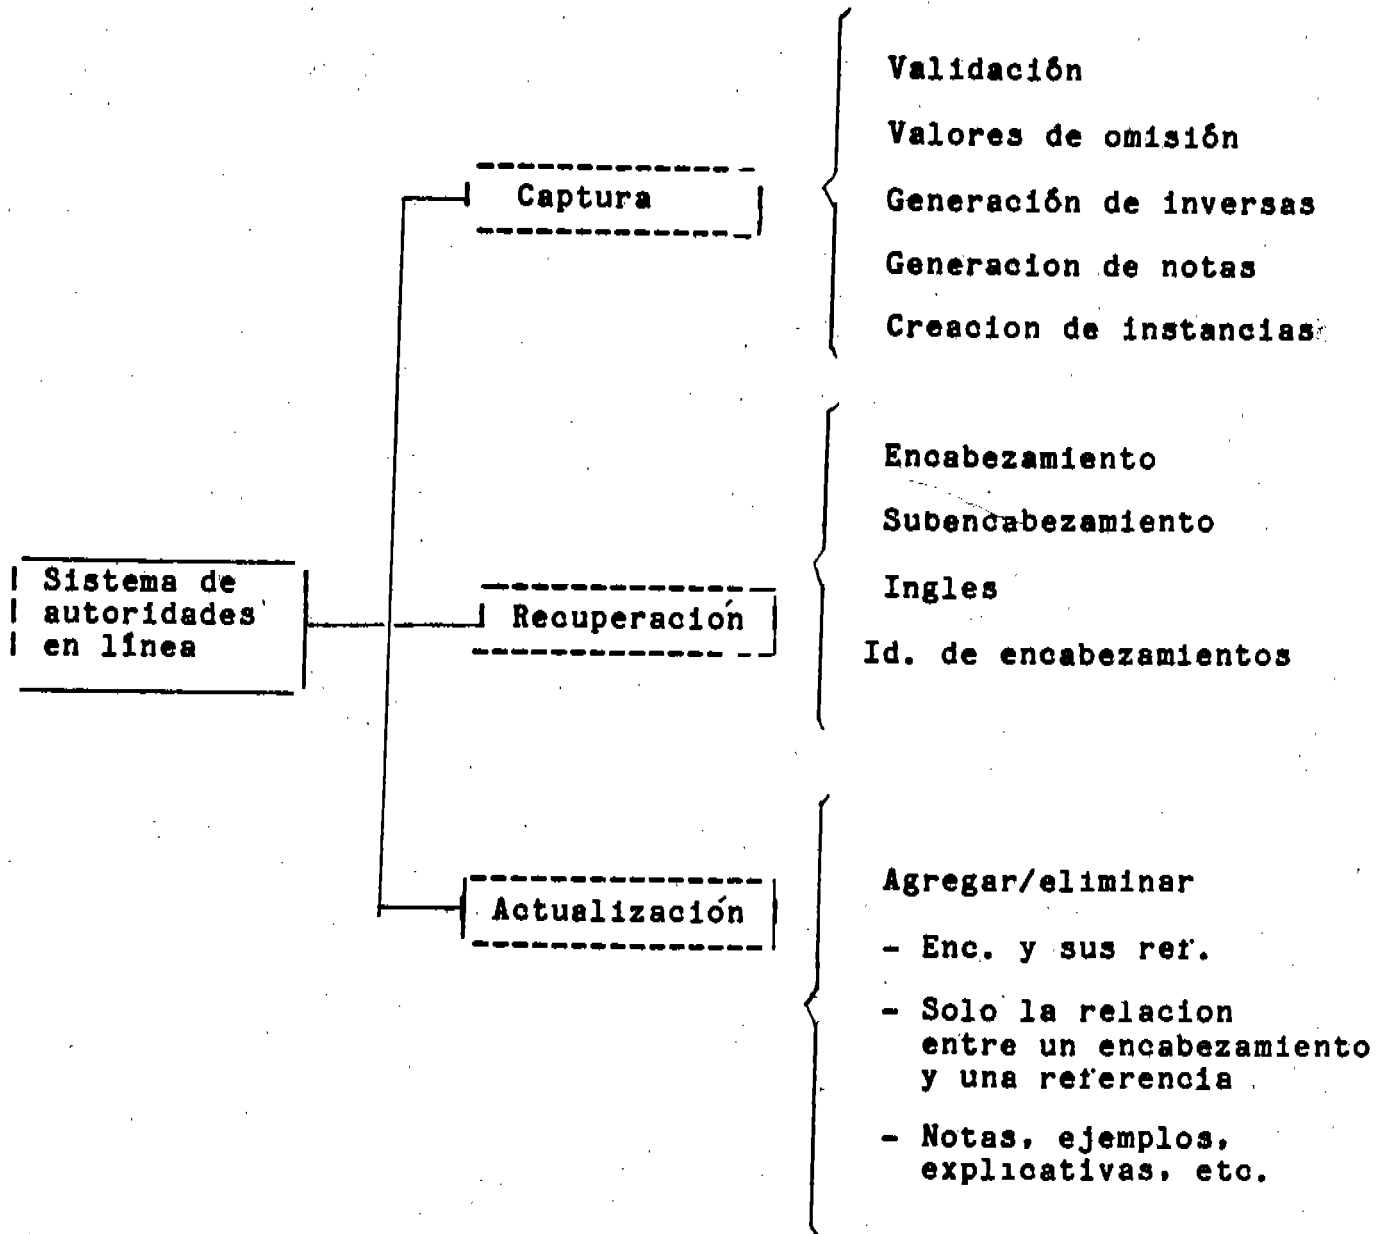 Validación
Valores de omisión
Captura
Generación de inversas
Generacion de notas
Creacion de instancias
Encabezamiento
Subencabezamiento
Sistema de
autoridades
en línea
Ingles
Recuperación
Id. de encabezamientos
Agregar/eliminar
Actualización
- Enc. y sus ref.
- Solo la relacion
entre un encabezamiento
y una referencia
- Notas, ejemplos,
explicativas, etc.